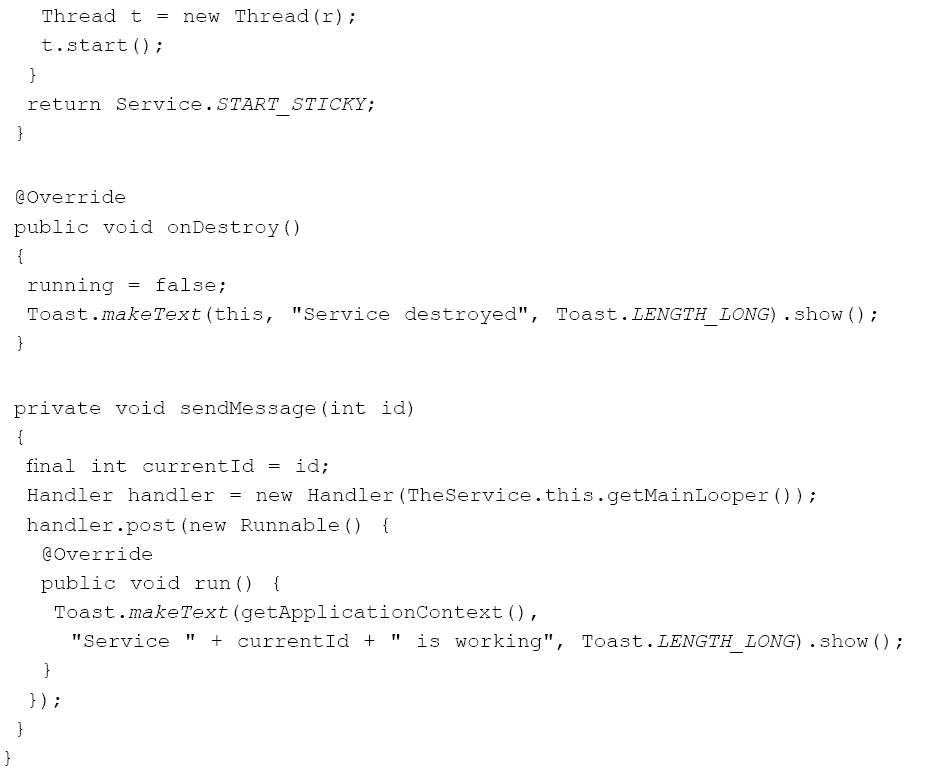 Thread t = new Thread(r);
t.start();
}
return Service.START_STICKY;
}
@Override
public void onDestroy()
{
running = false;
Toast.makeText(this, "Service destroyed", Toast.LENGTH_LONG).show();
}
private void sendMessage(int id)
{
final int currentId = id;
Handler handler = new Handler(TheService.this.getMainLooper());
handler.post(new Runnable() {
@Override
public void run() {
Toast.makeText(getApplicationContext(),
"Service " + currentId + " is working", Toast.LENGTH_LONG).show();
}
});
}
}